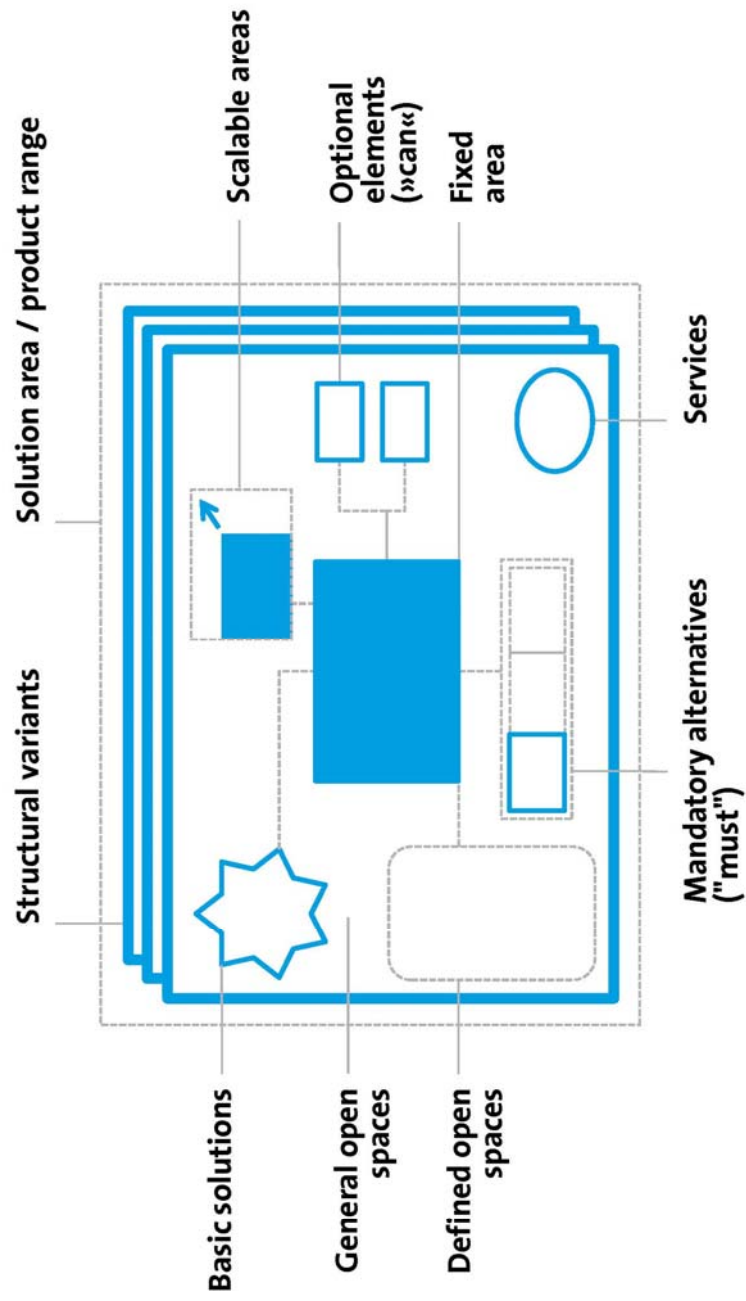 Structural variants
Solution area / product range
Basic solutions
General open
spaces
Defined open
spaces
Scalable areas
Optional
elements
(»can«)
Fixed
area
Mandatory alternatives
("must")
Services